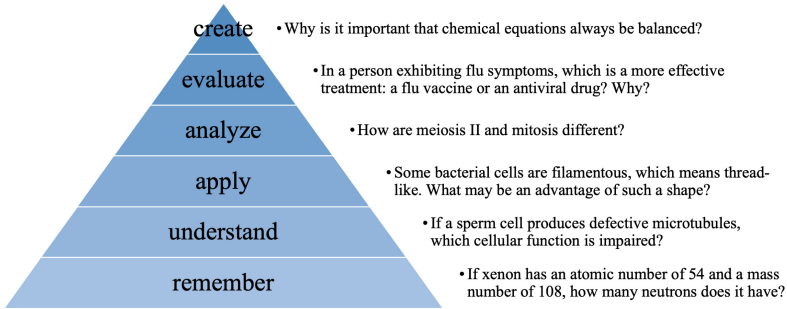 create
• Why is it important that chemical equations always be balanced?
evaluate
• In a person exhibiting flu symptoms, which is a more effective
treatment: a flu vaccine or an antiviral drug? Why?
analyze
• How are meiosis II and mitosis different?
apply
• Some bacterial cells are filamentous, which means thread-
like. What may be an advantage of such a shape?
understand
• If a sperm cell produces defective microtubules,
which cellular function is impaired?
remember
• If xenon has an atomic number of 54 and a mass
number of 108, how many neutrons does it have?